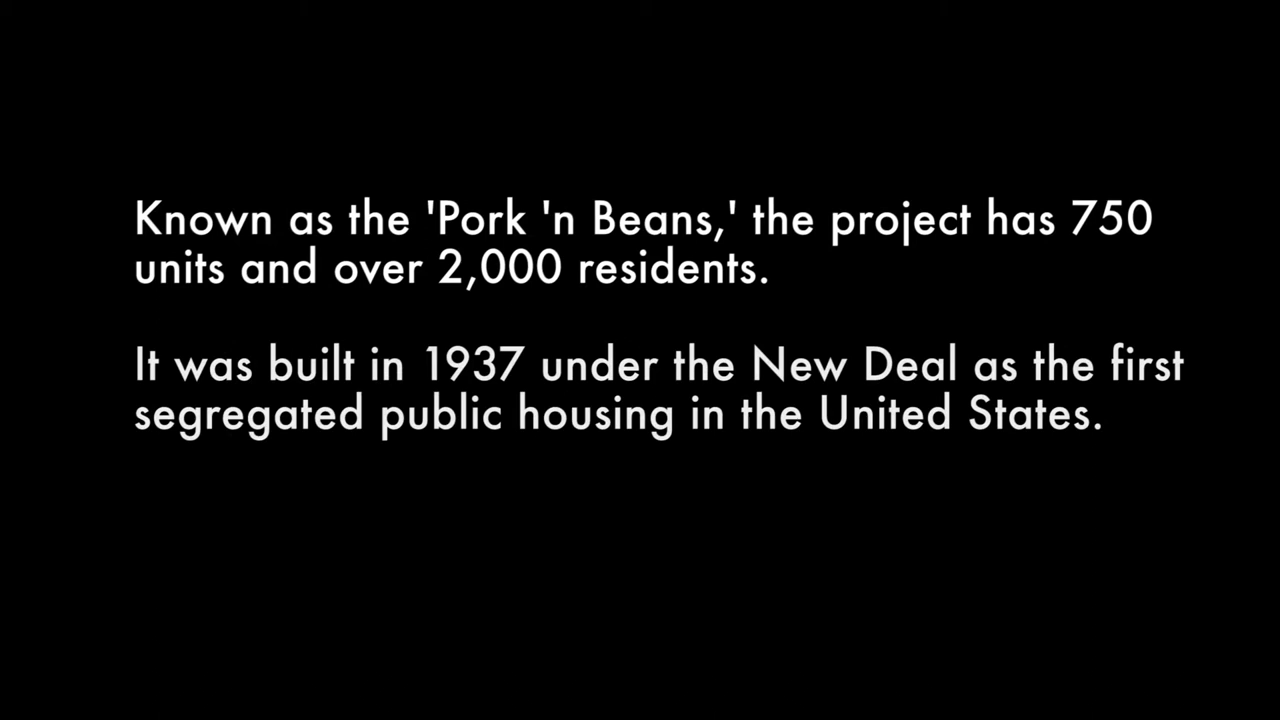 Known as the 'Pork 'n Beans,' the project has 750
units and over 2,000 residents.
It was built in 1937 under the New Deal as the first
segregated public housing in the United States.